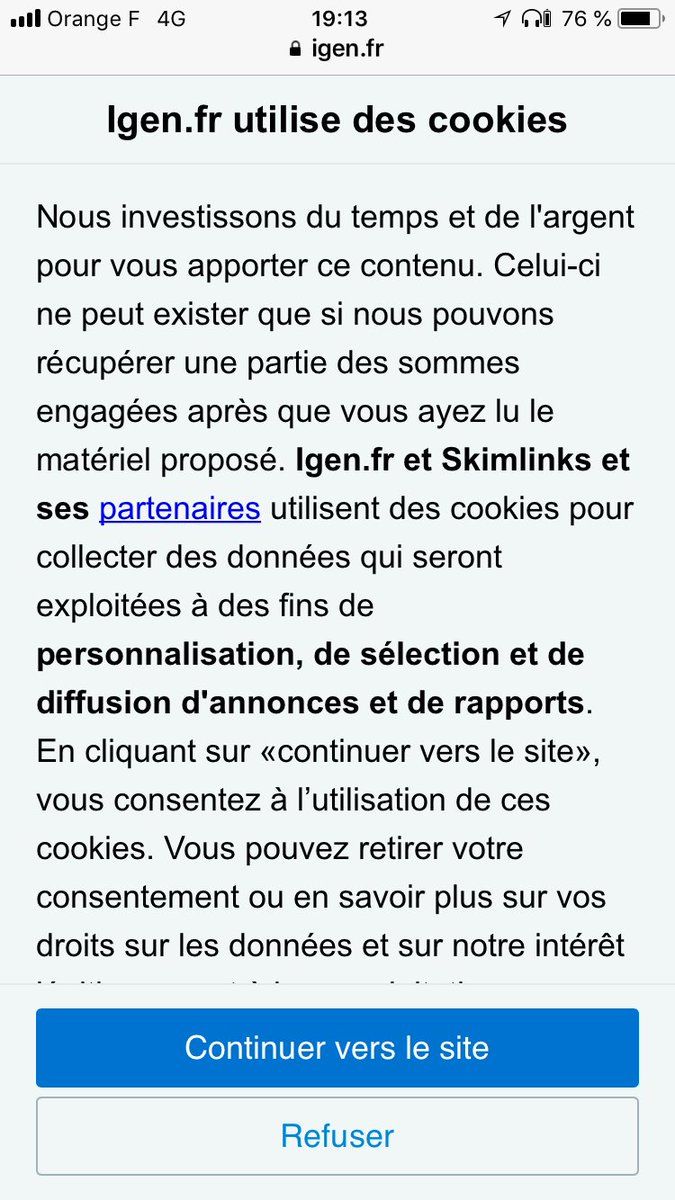 Orange F 4G 19:13 76 %
igen.fr
Igen.fr utilise des cookies
Nous investissons du temps et de l'argent
pour vous apporter ce contenu. Celui-ci
ne peut exister que si nous pouvons
récupérer une partie des sommes
engagées après que vous ayez lu le
matériel proposé. Igen.fr et Skimlinks et
ses partenaires utilisent des cookies pour
collecter des données qui seront
exploitées à des fins de
personnalisation, de sélection et de
diffusion d'annonces et de rapports.
En cliquant sur «continuer vers le site»,
vous consentez à l’utilisation de ces
cookies. Vous pouvez retirer votre
consentement ou en savoir plus sur vos
droits sur les données et sur notre intérêt
Continuer vers le site
Refuser